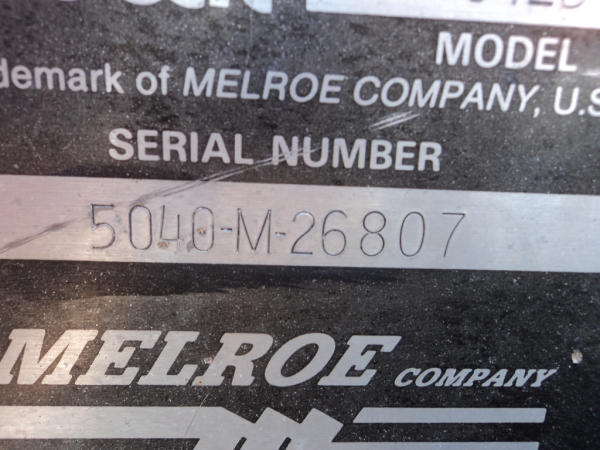 MODEL
demark of MELROE COMPANY, U.S
SERIAL NUMBER
5040-M-26807
MELROE COMPANY
m